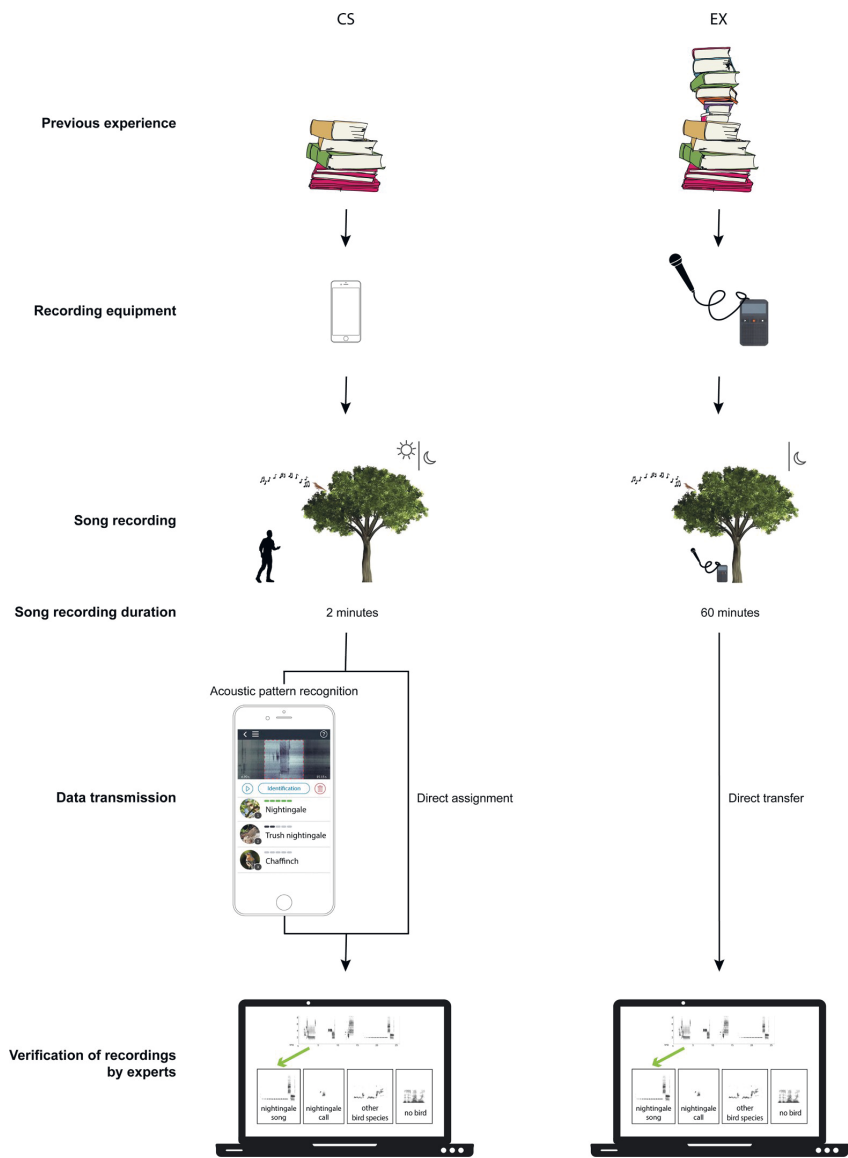 CS
EX
Previous experience
Recording equipment
Song recording
Song recording duration
2 minutes
60 minutes
Acoustic pattern recognition
Data transmission
Identification
Nightingale
Trush nightingale
Chaffinch
Direct assignment
Direct transfer
Verification of recordings
by experts
nightingale
song
nightingale
call
other
bird species
no bird
nightingale
song
nightingale
call
other
bird species
no bird